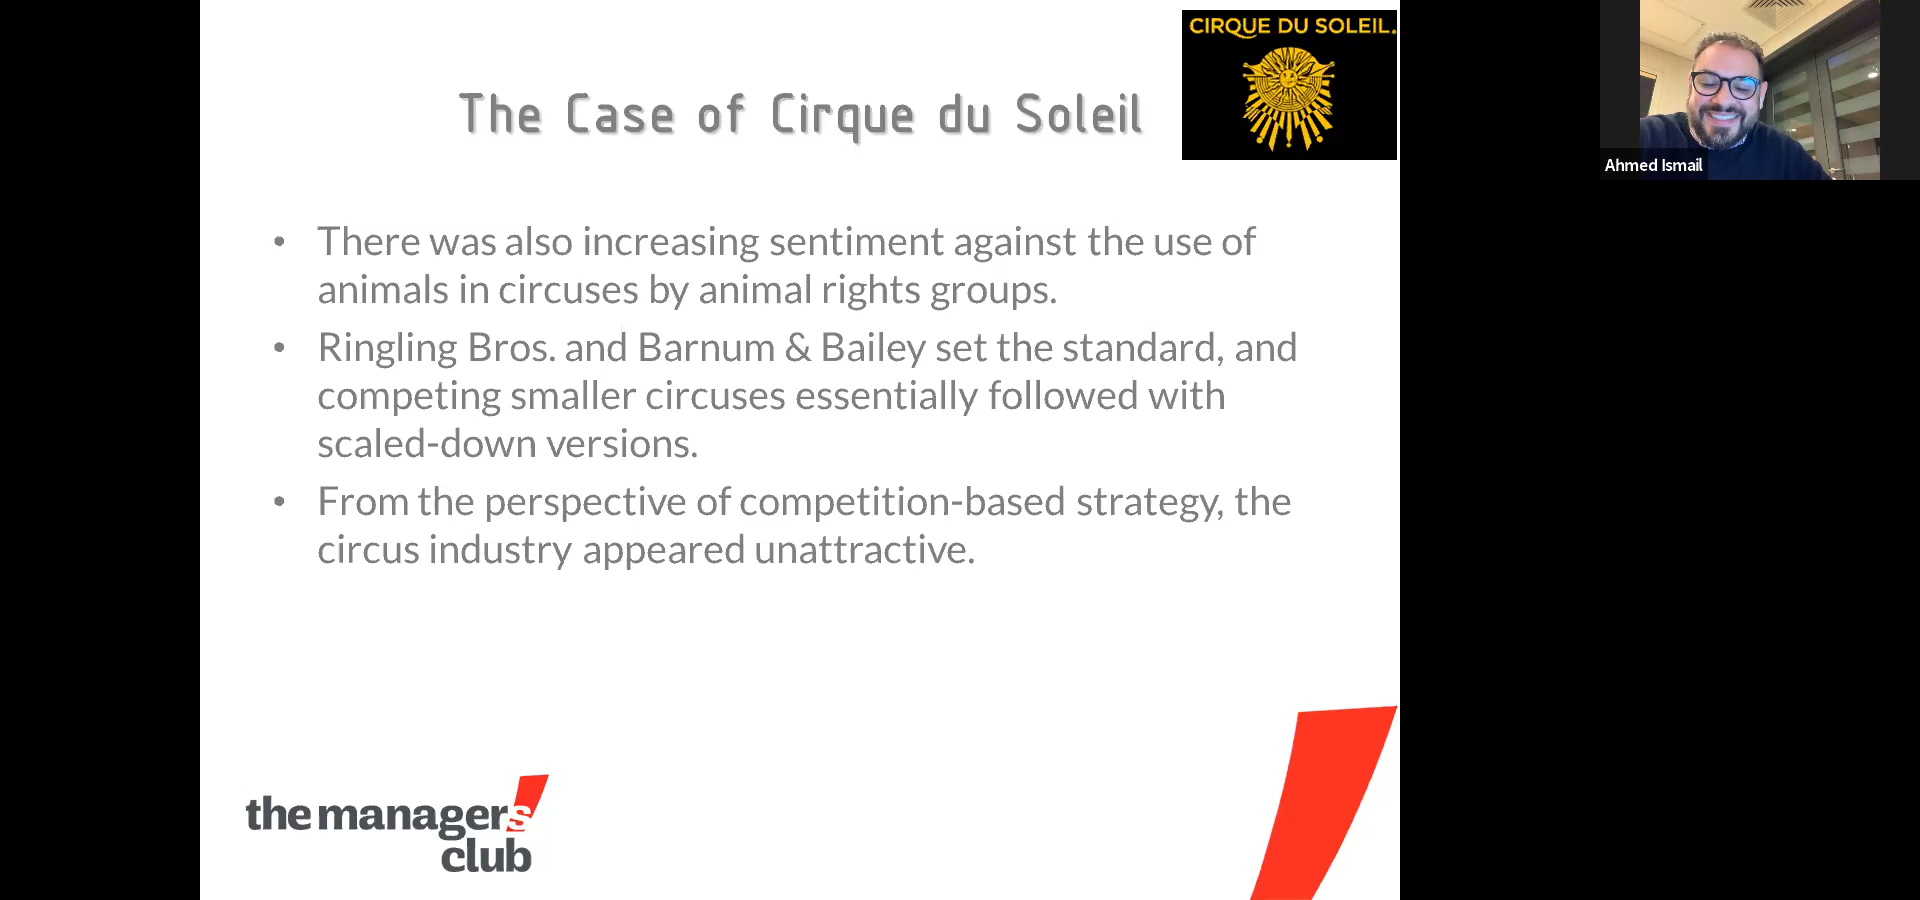 CIRQUE DU SOLEIL.
The Case of Cirque du Soleil
Ahmed Ismail
• There was also increasing sentiment against the use of
animals in circuses by animal rights groups.
• Ringling Bros. and Barnum & Bailey set the standard, and
competing smaller circuses essentially followed with
scaled-down versions.
• From the perspective of competition-based strategy, the
circus industry appeared unattractive.
the managers
club